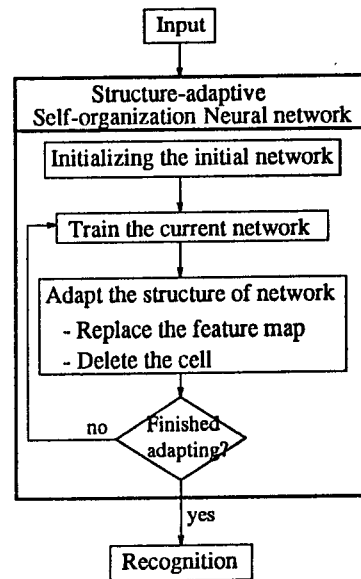 Input
Structure-adaptive
Self-organization Neural network
Initializing the initial network
Train the current network
Adapt the structure of network
- Replace the feature map
- Delete the cell
no
Finished
adapting?
yes
Recognition